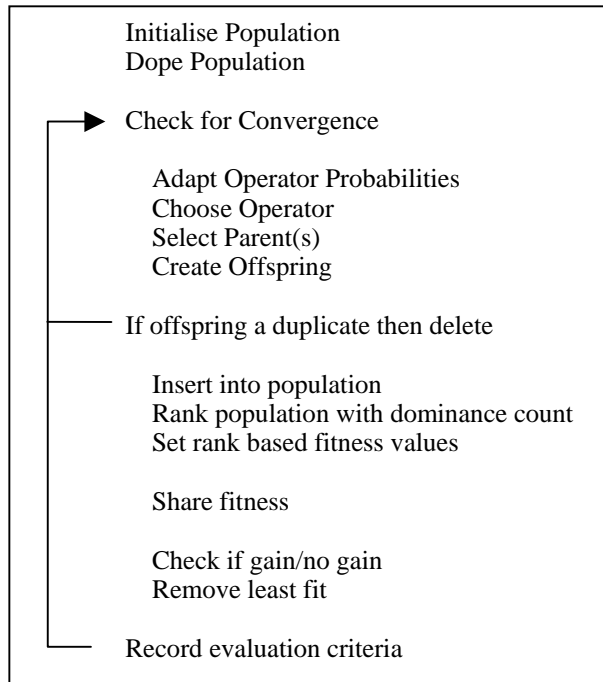 Initialise Population
Dope Population
Check for Convergence
Adapt Operator Probabilities
Choose Operator
Select Parent(s)
Create Offspring
If offspring a duplicate then delete
Insert into population
Rank population with dominance count
Set rank based fitness values
Share fitness
Check if gain/no gain
Remove least fit
Record evaluation criteria